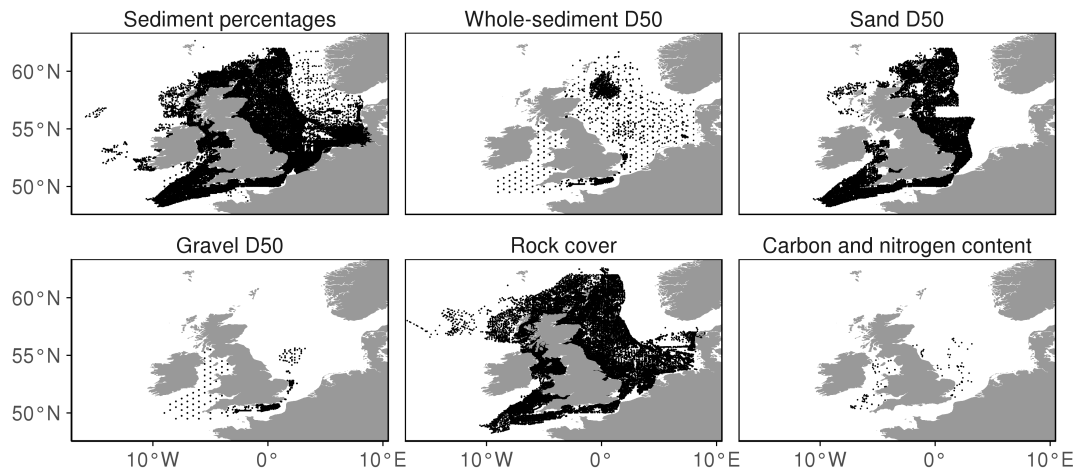 Sediment percentages
Whole-sediment D50
Sand D50
60°N
55°N
50°N
Gravel D50
Rock cover
Carbon and nitrogen content
60°N
55°N
50°N
10°W 0° 10°E 10°W 0° 10°E 10°W 0° 10°E